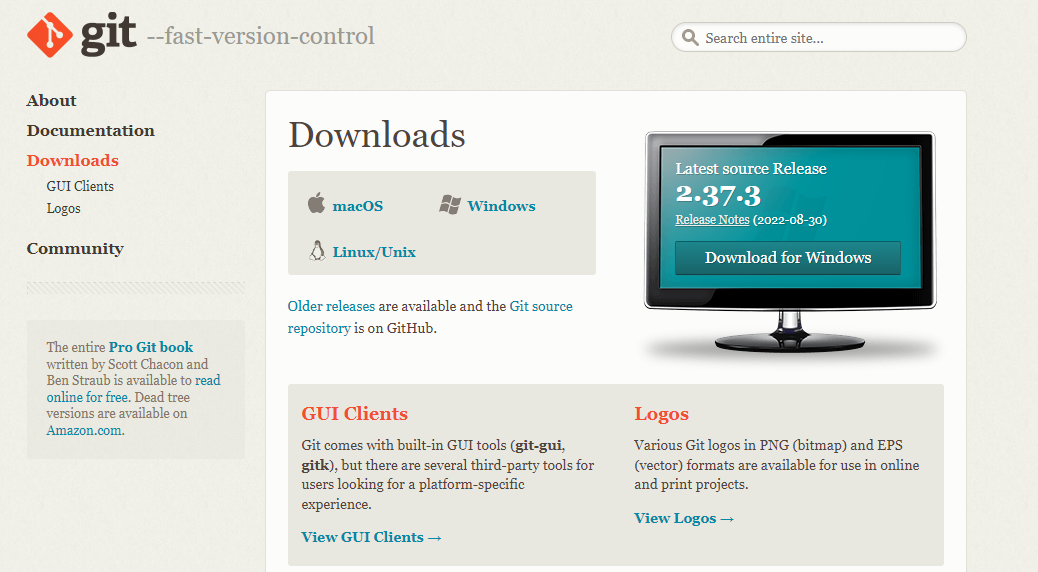 git --fast-version-control
Search entire site...
About
Documentation
Downloads
GUI Clients
Logos
Community
The entire Pro Git book
written by Scott Chacon and
Ben Straub is available to read
online for free. Dead tree
versions are available on
Amazon.com.
Downloads
macOS
Windows
Linux/Unix
Older releases are available and the Git source
repository is on GitHub.
Latest source Release
2.37.3
Release Notes (2022-08-30)
Download for Windows
GUI Clients
Git comes with built-in GUI tools (git-gui,
gitk), but there are several third-party tools for
users looking for a platform-specific
experience.
View GUI Clients →
Logos
Various Git logos in PNG (bitmap) and EPS
(vector) formats are available for use in online
and print projects.
View Logos →